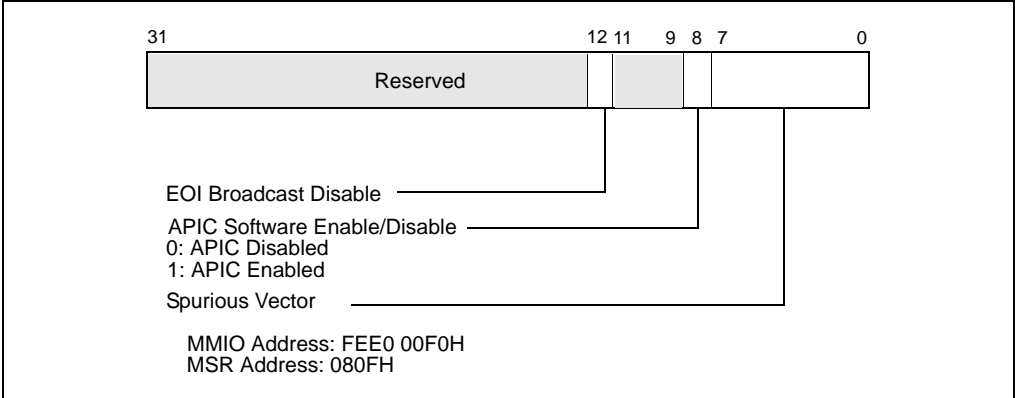 31 12 11 9 8 7 0
Reserved
EOI Broadcast Disable
APIC Software Enable/Disable
0: APIC Disabled
1: APIC Enabled
Spurious Vector
MMIO Address: FEE0 00F0H
MSR Address: 080FH